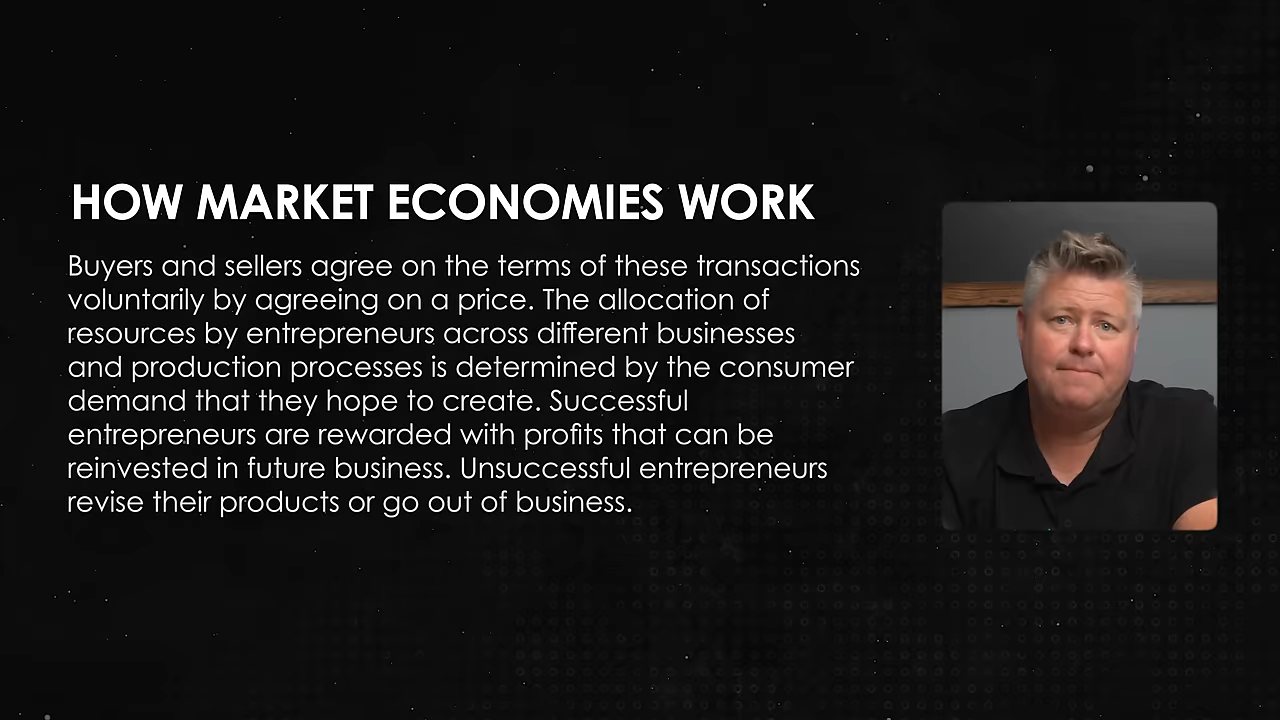 HOW MARKET ECONOMIES WORK
Buyers and sellers agree on the terms of these transactions
voluntarily by agreeing on a price. The allocation of
resources by entrepreneurs across different businesses
and production processes is determined by the consumer
demand that they hope to create. Successful
entrepreneurs are rewarded with profits that can be
reinvested in future business. Unsuccessful entrepreneurs
revise their products or go out of business.